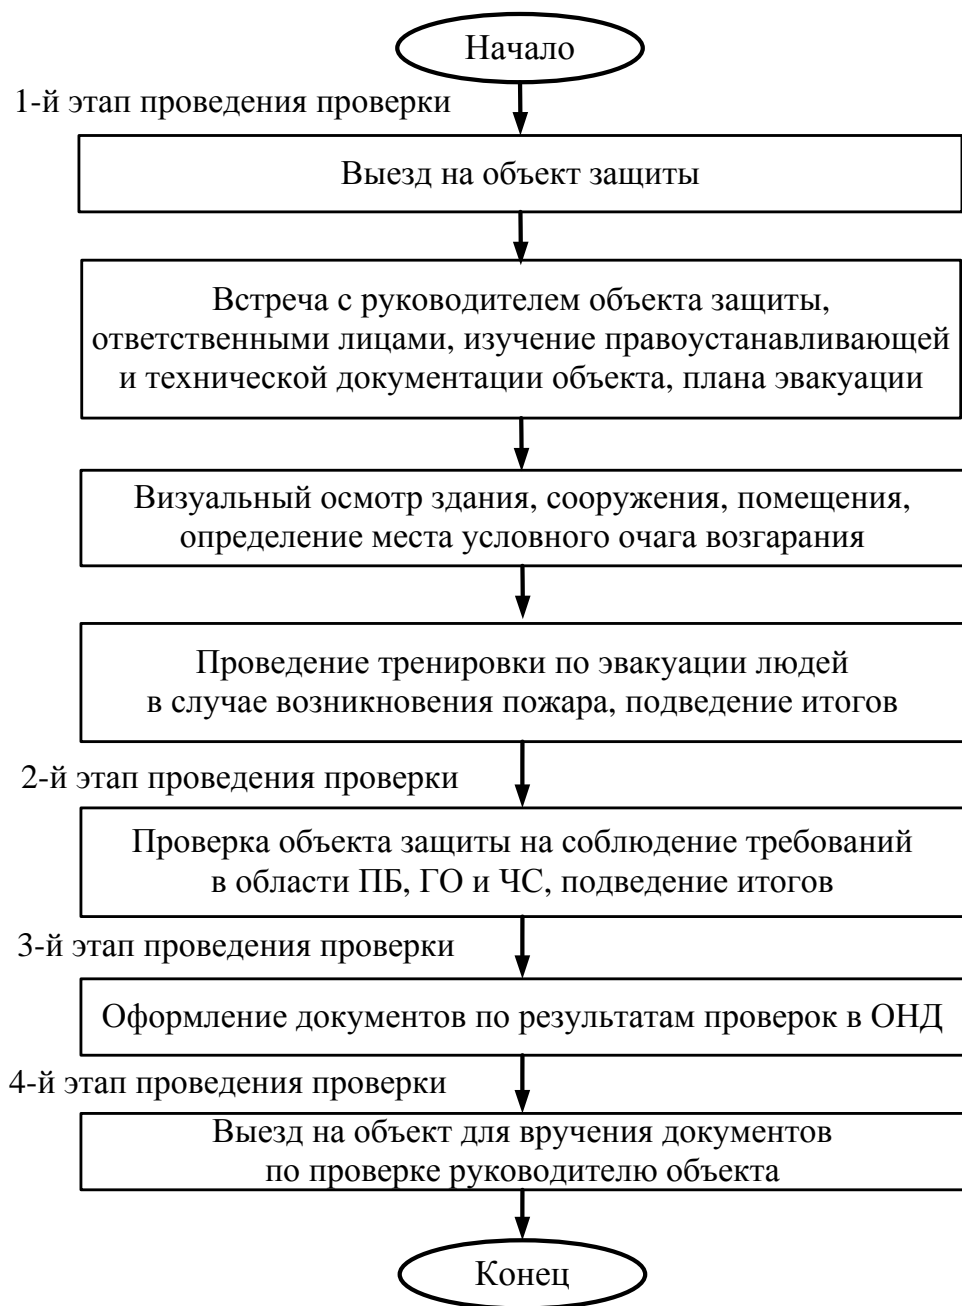 Начало
1-й этап проведения проверки
Выезд на объект защиты
Встреча с руководителем объекта защиты,
ответственными лицами, изучение правоустанавливающей
и технической документации объекта, плана эвакуации
Визуальный осмотр здания, сооружения, помещения,
определение места условного очага возгарания
Проведение тренировки по эвакуации людей
в случае возникновения пожара, подведение итогов
2-й этап проведения проверки
Проверка объекта защиты на соблюдение требований
в области ПБ, ГО и ЧС, подведение итогов
3-й этап проведения проверки
Оформление документов по результатам проверок в ОНД
4-й этап проведения проверки
Выезд на объект для вручения документов
по проверке руководителю объекта
Конец